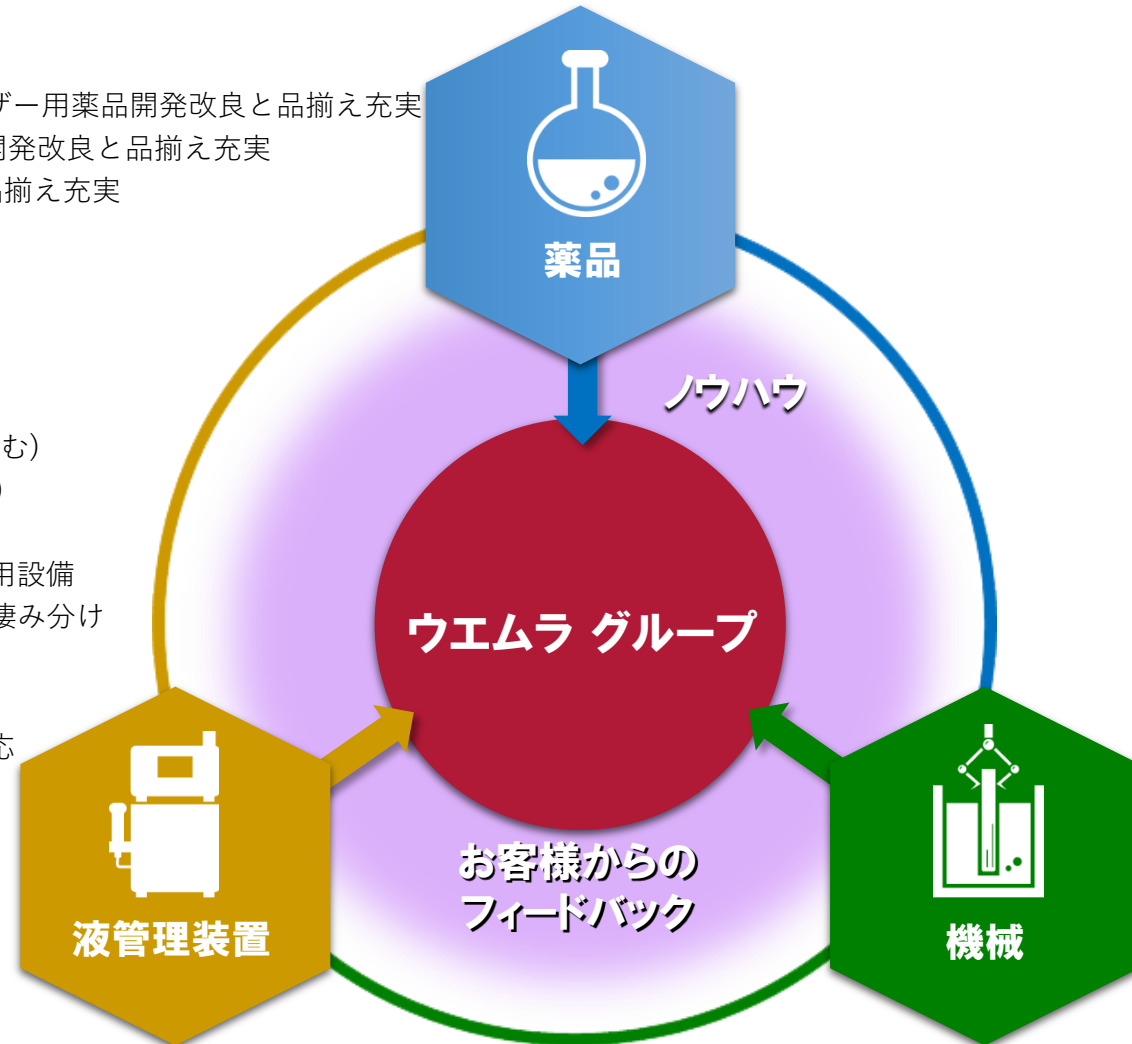 ザー用薬品開発改良と品揃え充実
開発改良と品揃え充実
品揃え充実
薬品
ノウハウ
む)
)
用設備
棲み分け
ウエムラ グループ
応
お客様からの
フィードバック
液管理装置
機械